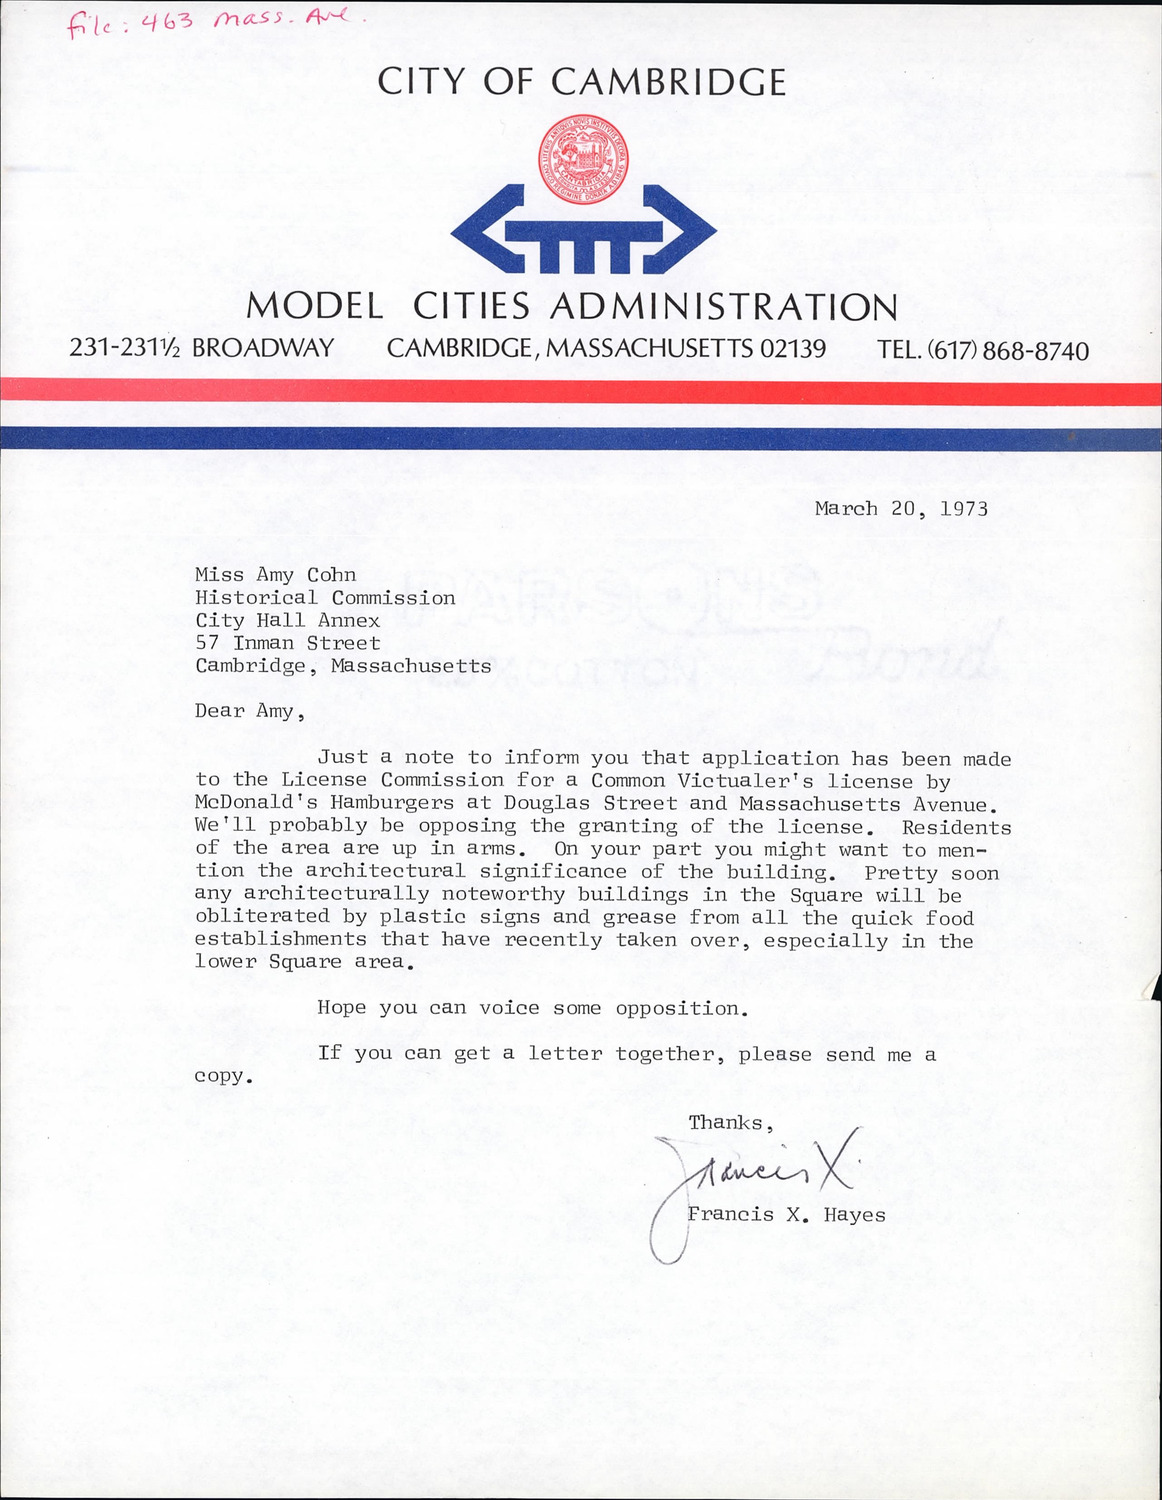 file: 463 Mass. Ave.
CITY OF CAMBRIDGE
CANTABRIGIA
MODEL CITIES ADMINISTRATION
231-231½ BROADWAY CAMBRIDGE, MASSACHUSETTS 02139 TEL. (617) 868-8740
March 20, 1973
Miss Amy Cohn
Historical Commission
City Hall Annex
57 Inman Street
Cambridge, Massachusetts
Dear Amy,
Just a note to inform you that application has been made
to the License Commission for a Common Victualer's license by
McDonald's Hamburgers at Douglas Street and Massachusetts Avenue.
We'll probably be opposing the granting of the license. Residents
of the area are up in arms. On your part you might want to men-
tion the architectural significance of the building. Pretty soon
any architecturally noteworthy buildings in the Square will be
obliterated by plastic signs and grease from all the quick food
establishments that have recently taken over, especially in the
lower Square area.
Hope you can voice some opposition.
If you can get a letter together, please send me a
copy.
Thanks,
Francis X.
Francis X. Hayes